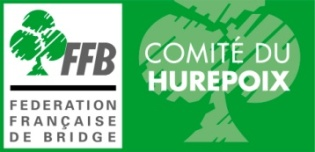 FFB
FEDERATION
FRANÇAISE
DE BRIDGE
COMITÉ DU
HUREPOIX